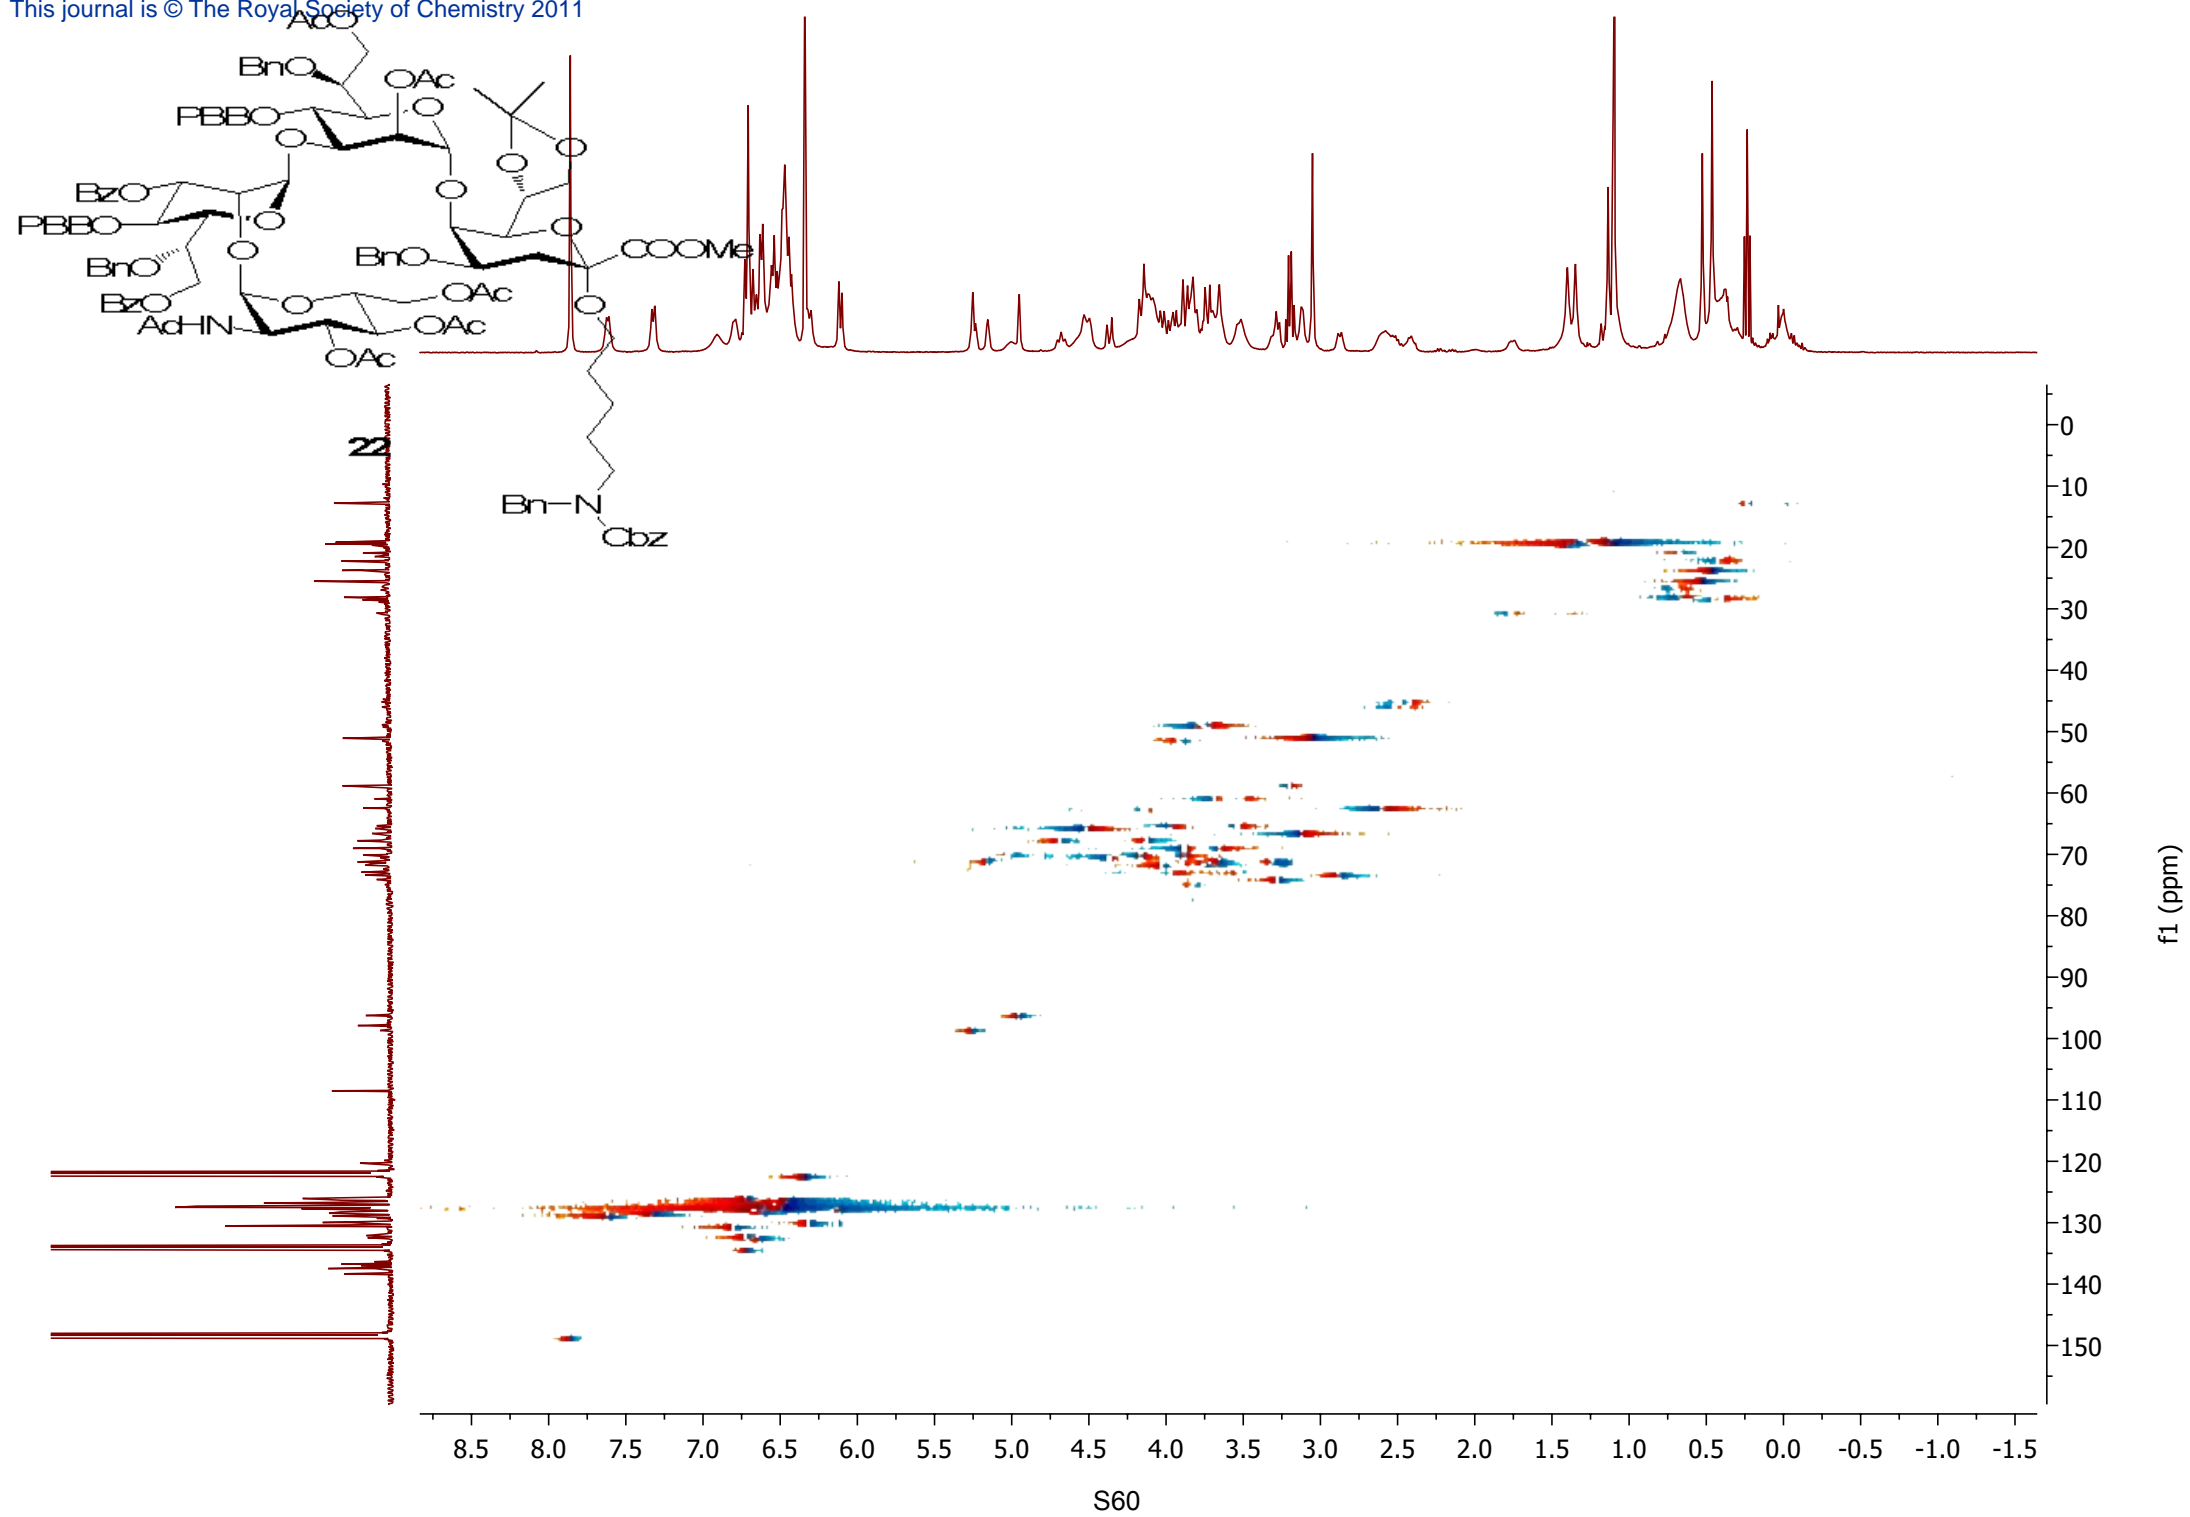 This journal is © The Royal Society of Chemistry 2011
AcO
BnO
OAc
PBBO
O
O
O
O
O
BzO
PBBO
O
O
O
BnO
BnO
COOMe
BzO
O
OAc
O
AcHN
OAc
OAc
22
Bn
N
Cbz
0
10
20
30
40
50
60
70
80
90
100
110
120
130
140
150
f1 (ppm)
8.5 8.0 7.5 7.0 6.5 6.0 5.5 5.0 4.5 4.0 3.5 3.0 2.5 2.0 1.5 1.0 0.5 0.0 -0.5 -1.0 -1.5
S60